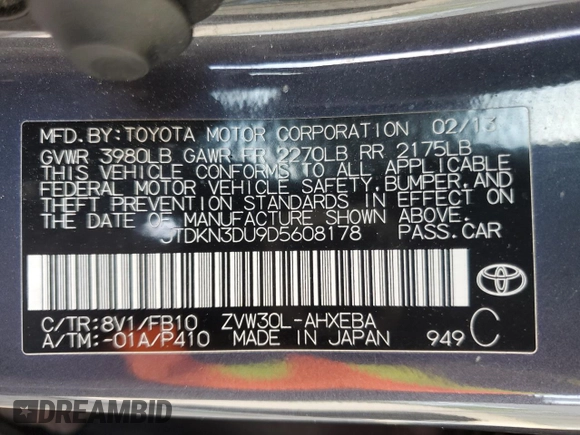 MFD. BY: TOYOTA MOTOR CORPORATION 02/13
GVWR 3980LB GAWR FR 2270LB RR 2175LB
THIS VEHICLE CONFORMS TO ALL APPLICABLE
FEDERAL MOTOR VEHICLE SAFETY, BUMPER, AND
THEFT PREVENTION STANDARDS IN EFFECT ON
THE DATE OF MANUFACTURE SHOWN ABOVE.
JTDKN3DU9D5608178 PASS.CAR
C/TR:8V1/FB10 ZVW30L-AHXEBA
A/TM:-01A/P410 MADE IN JAPAN 949 C
DREAMBID